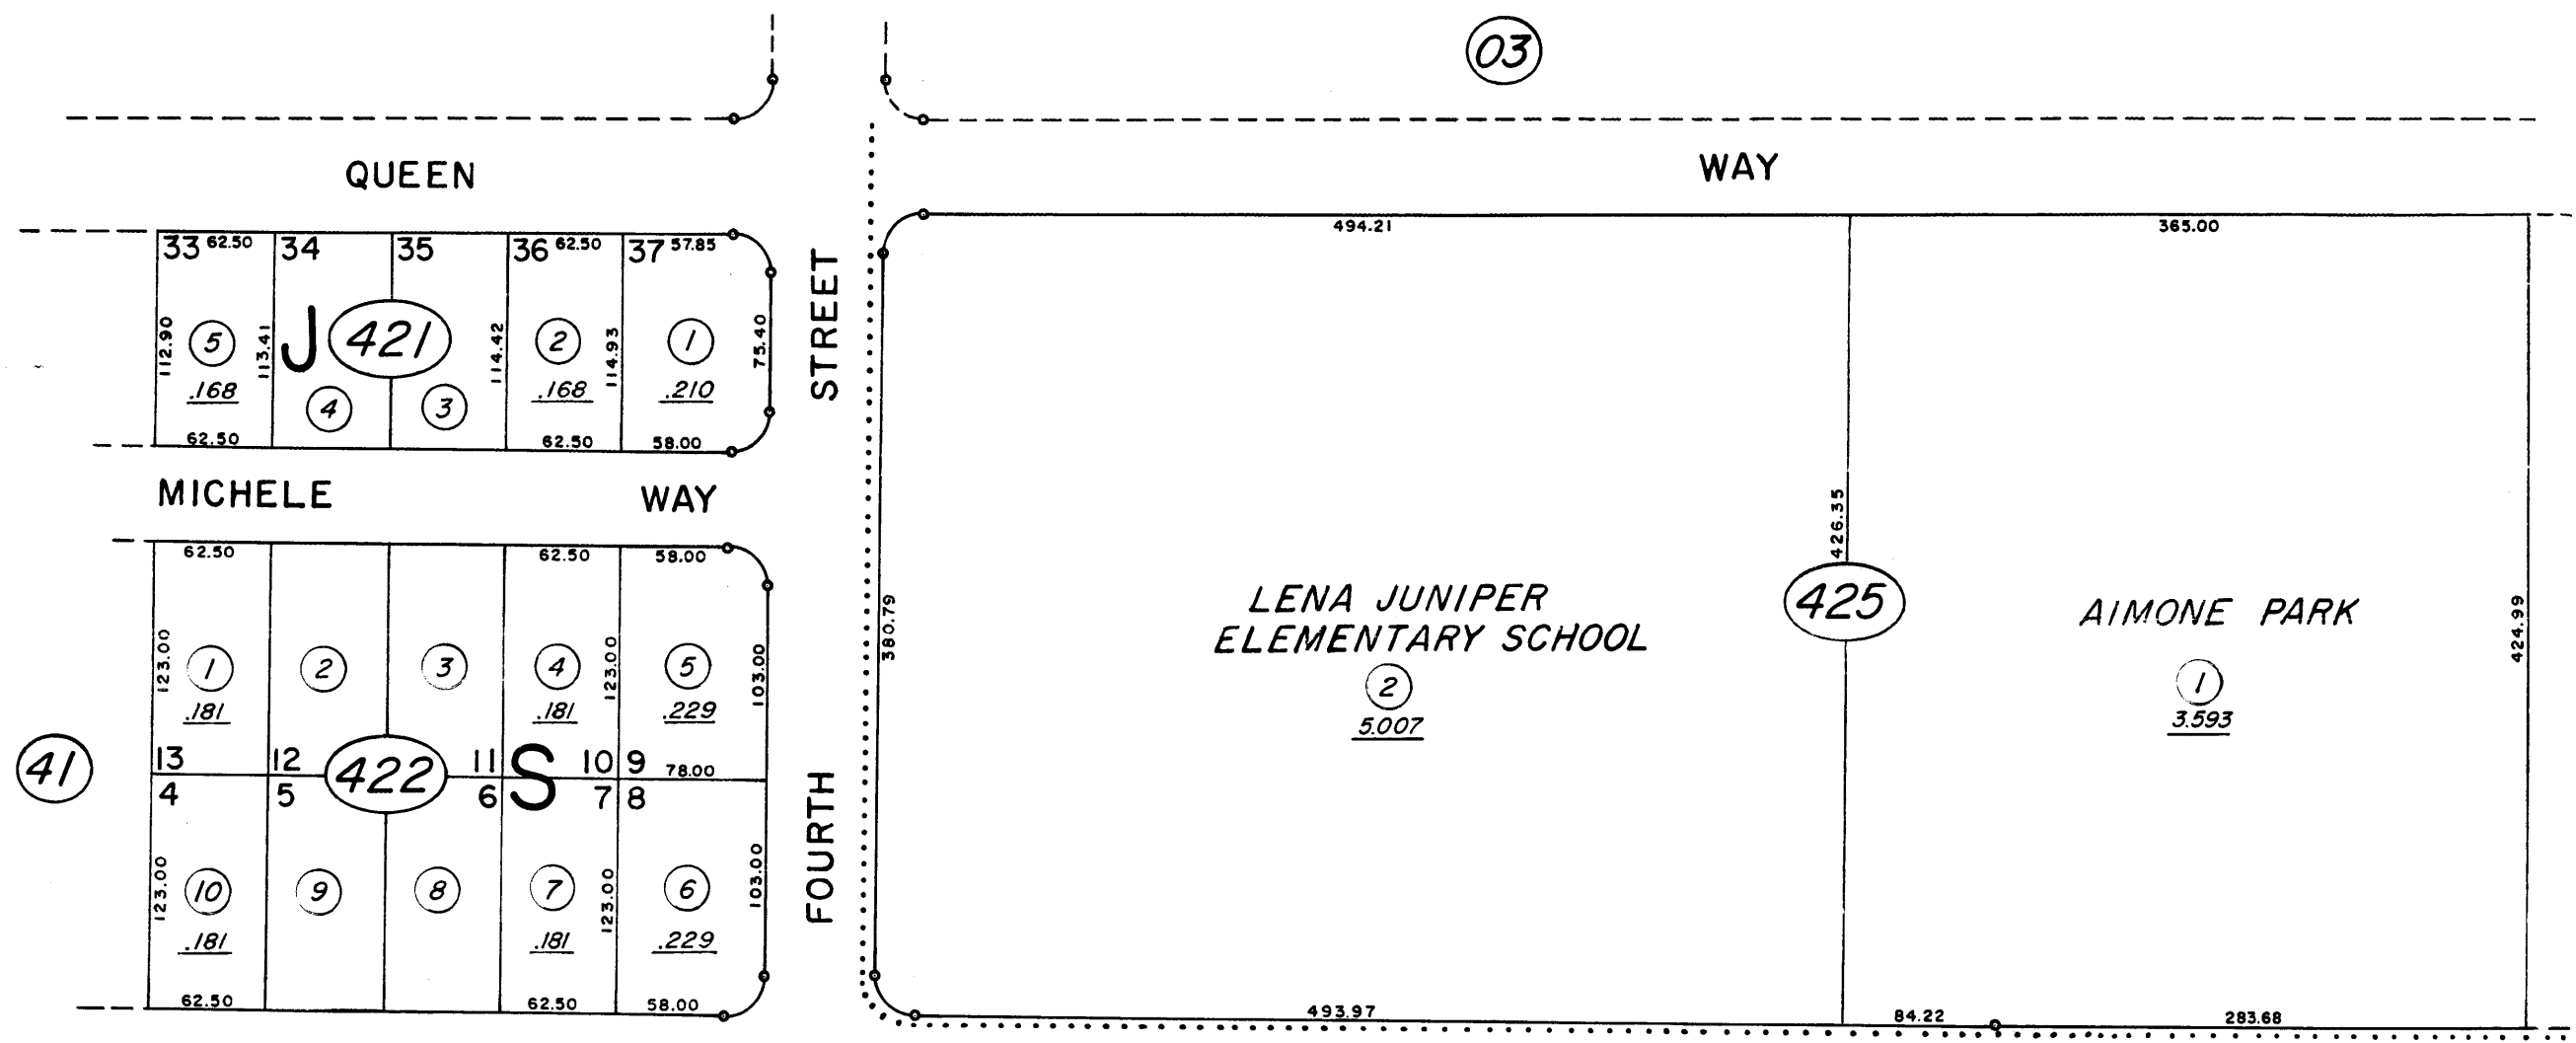 03
QUEEN WAY
494.21 365.00
33 62.50 34 35 36 62.50 37 57.85
112.90 5 .168 113.41 J 421 4 3 114.42 2 .168 114.93 1 .210 75.40
62.50 62.50 58.00
STREET
MICHELE WAY
62.50 62.50 58.00
123.00 1 .181 2 3 4 .181 123.00 5 .229 103.00
13 12 11 10 9 78.00
41
422 S
4 5 6 7 8
123.00 10 .181 9 8 7 .181 123.00 6 .229 103.00
62.50 62.50 58.00
FOURTH
380.79
LENA JUNIPER
ELEMENTARY SCHOOL
2
5.007
426.35
425
AIMONE PARK
1
3.593
424.99
493.97 84.22 283.68